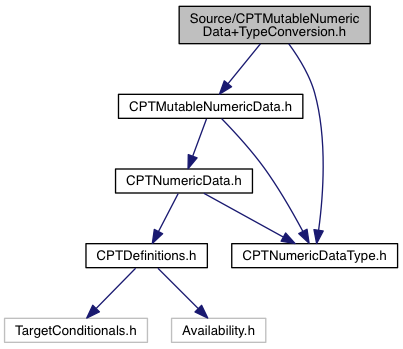 Source/CPTMutableNumeric
Data+TypeConversion.h
CPTMutableNumericData.h
CPTNumericData.h
CPTDefinitions.h
CPTNumericDataType.h
TargetConditionals.h
Availability.h